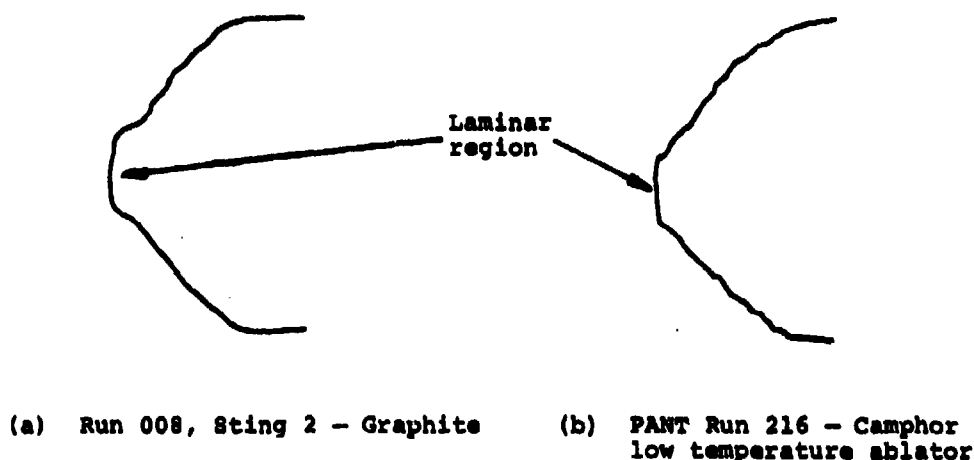 Laminar
region
(a) Run 008, Sting 2 — Graphite
(b) PANT Run 216 — Camphor
low temperature ablator